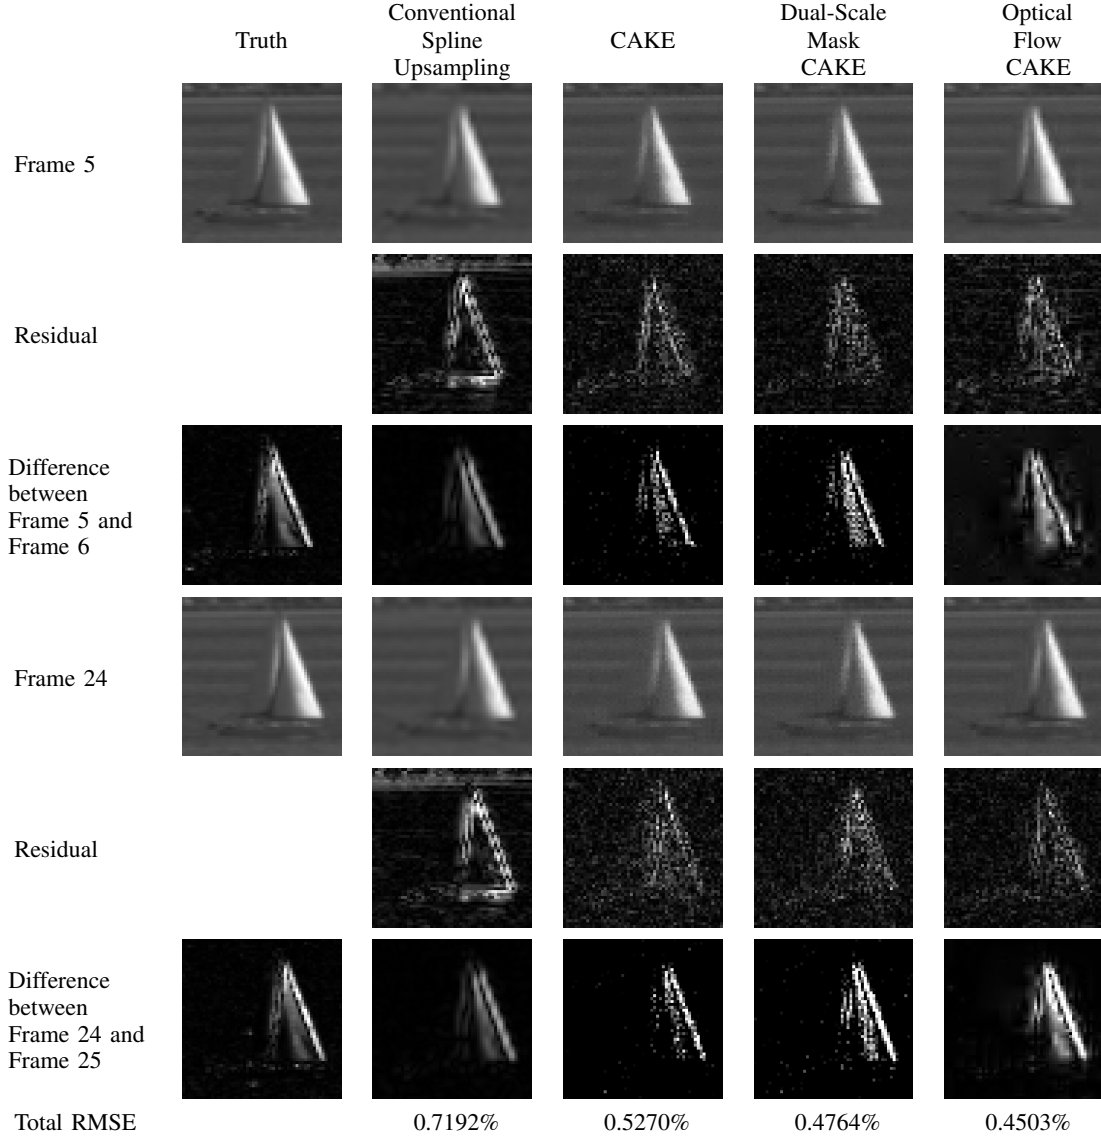 Truth
Conventional
Spline
Upsampling
CAKE
Dual-Scale
Mask
CAKE
Optical
Flow
CAKE
Frame 5
Residual
Difference
between
Frame 5 and
Frame 6
Frame 24
Residual
Difference
between
Frame 24 and
Frame 25
Total RMSE 0.7192% 0.5270% 0.4764% 0.4503%